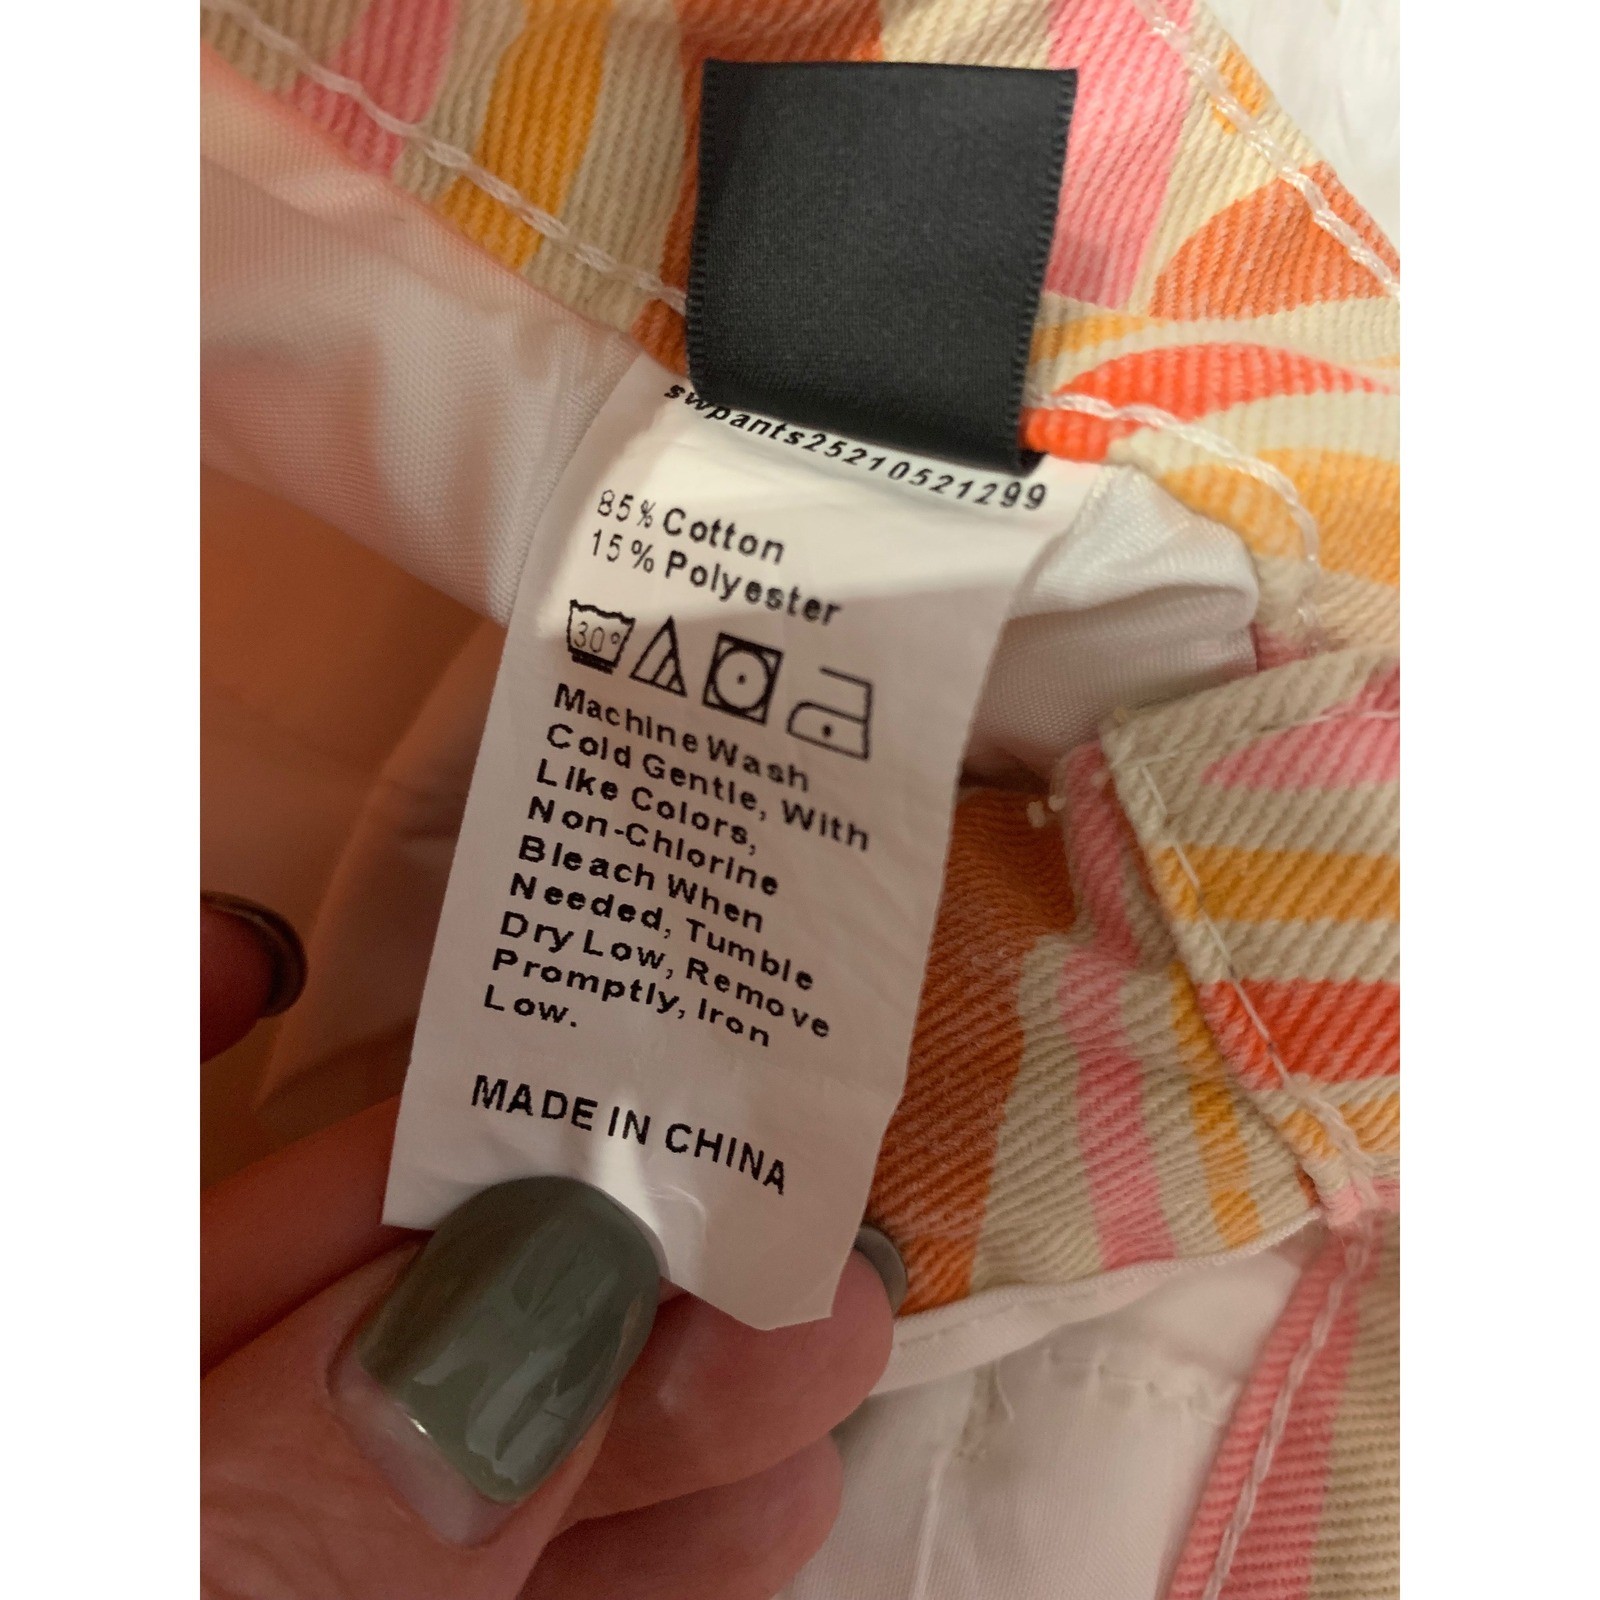 swpants25210521299
85% Cotton
15% Polyester
30°
Machine Wash
Cold Gentle, With
Like Colors,
Non-Chlorine
Bleach When
Needed, Tumble
Dry Low, Remove
Promptly, Iron
Low.
MADE IN CHINA